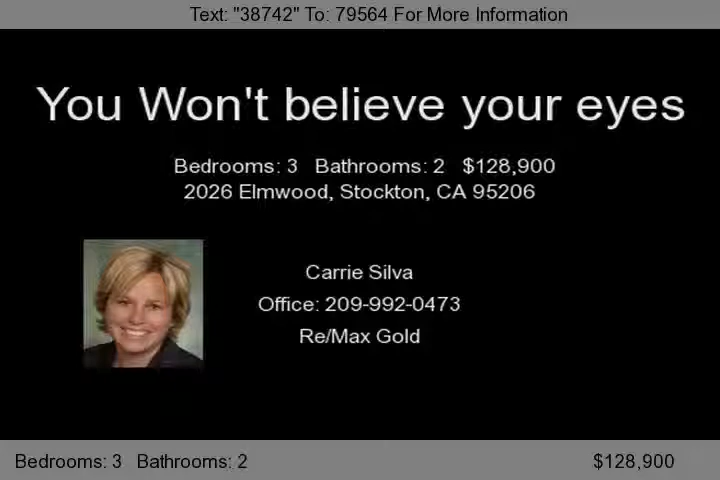 Text: "38742" To: 79564 For More Information
You Won't believe your eyes
Bedrooms: 3 Bathrooms: 2 $128,900
2026 Elmwood, Stockton, CA 95206
Carrie Silva
Office: 209-992-0473
Re/Max Gold
Bedrooms: 3 Bathrooms: 2 $128,900